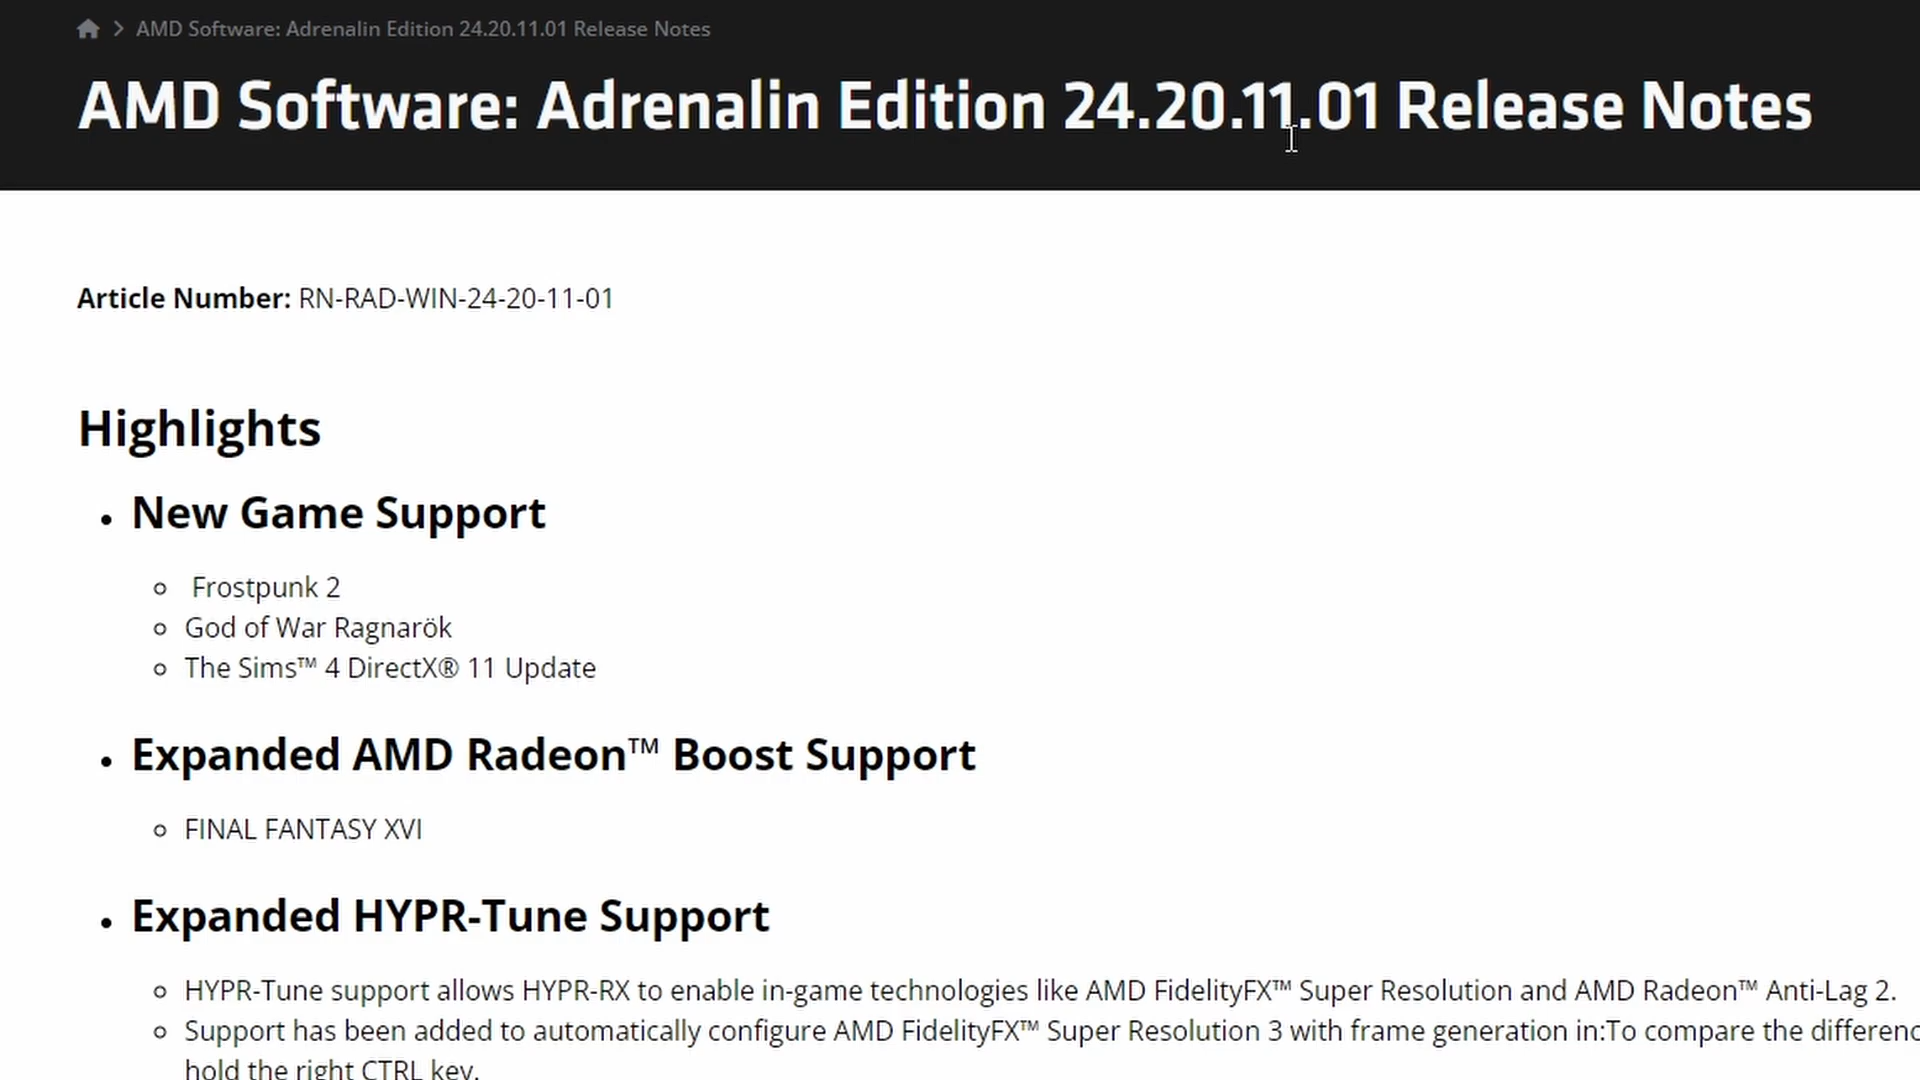 AMD Software: Adrenalin Edition 24.20.11.01 Release Notes
AMD Software: Adrenalin Edition 24.20.11.01 Release Notes
Article Number: RN-RAD-WIN-24-20-11-01
Highlights
New Game Support
Frostpunk 2
God of War Ragnarök
The Sims™ 4 DirectX® 11 Update
Expanded AMD Radeon™ Boost Support
FINAL FANTASY XVI
Expanded HYPR-Tune Support
HYPR-Tune support allows HYPR-RX to enable in-game technologies like AMD FidelityFX™ Super Resolution and AMD Radeon™ Anti-Lag 2.
Support has been added to automatically configure AMD FidelityFX™ Super Resolution 3 with frame generation in:To compare the
hold the right CTRL key.